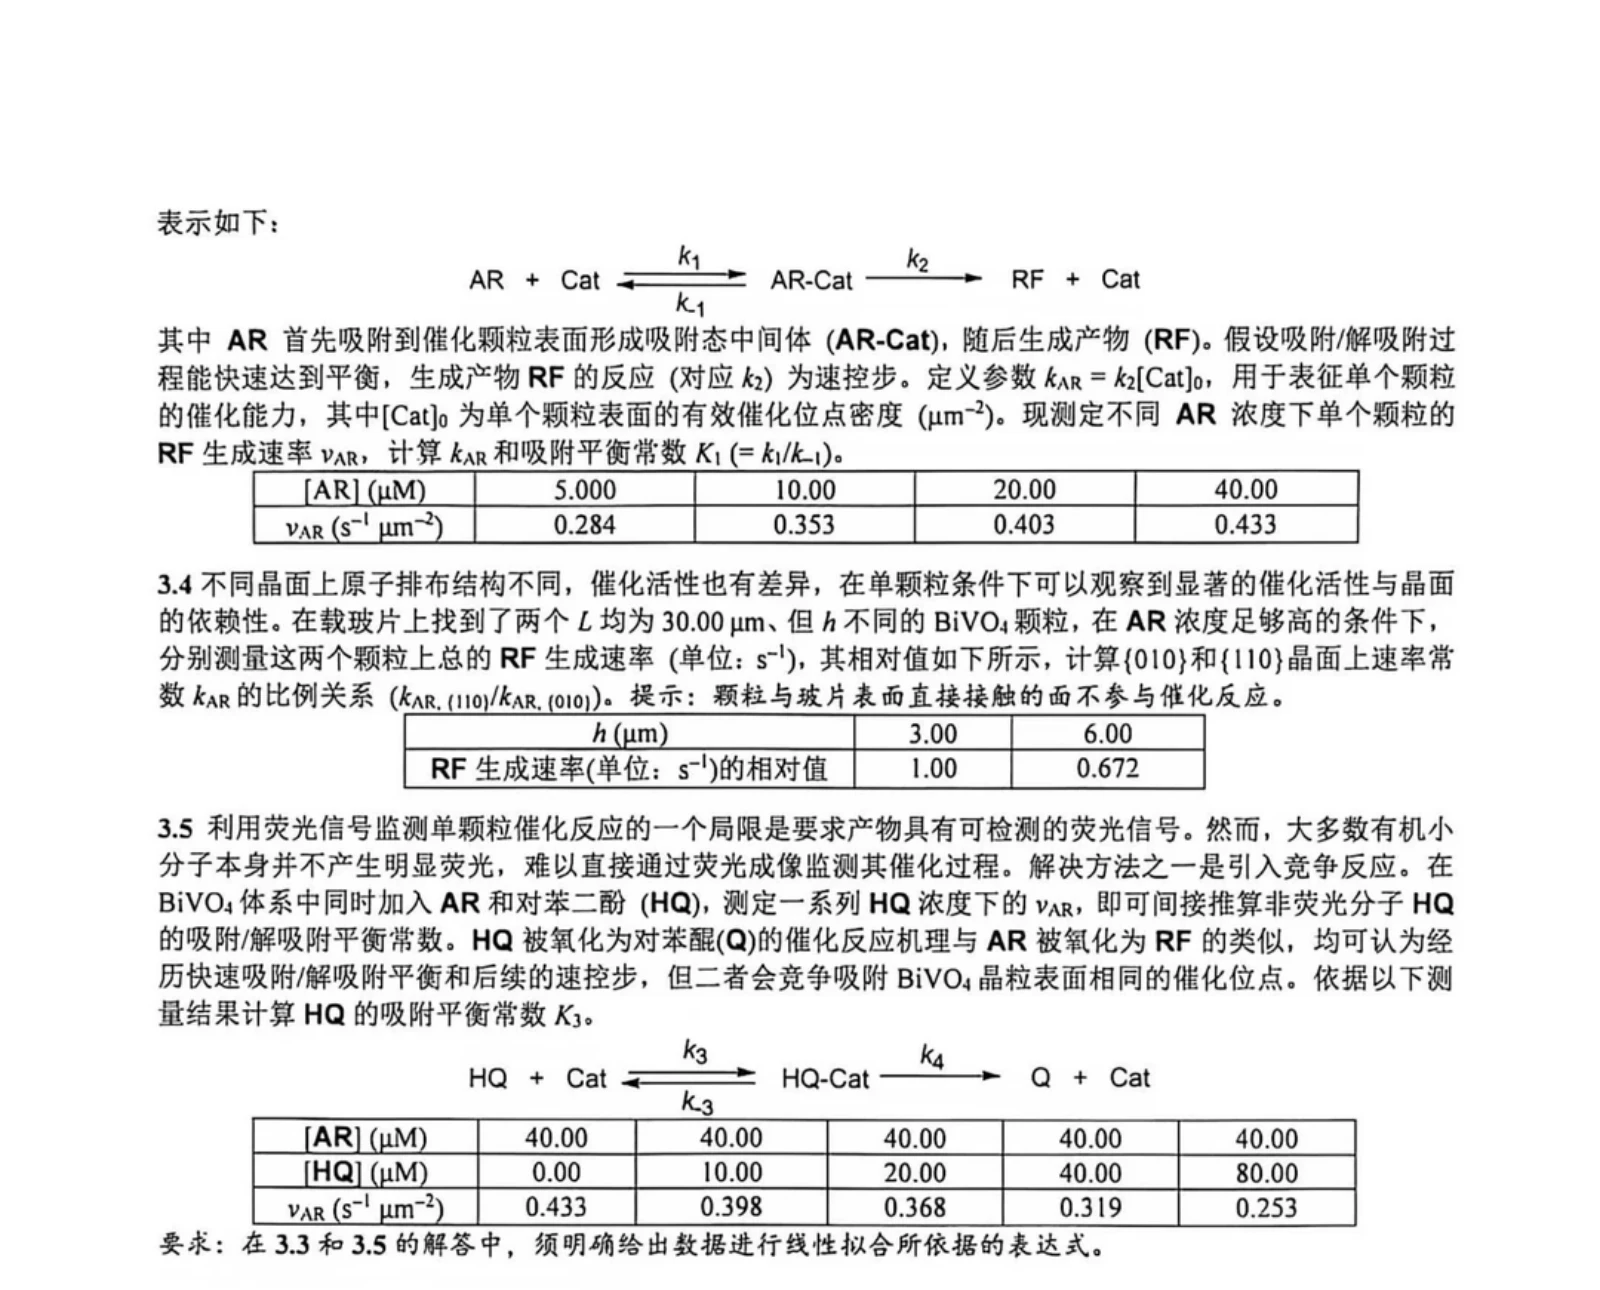 表示如下：
k1
k2
AR + Cat AR-Cat RF + Cat
k-1
其中 AR 首先吸附到催化颗粒表面形成吸附态中间体 (AR-Cat)，随后生成产物 (RF)。假设吸附/解吸附过
程能快速达到平衡，生成产物 RF 的反应 (对应 k2) 为速控步。定义参数 kAR = k2[Cat]0，用于表征单个颗粒
的催化能力，其中[Cat]0 为单个颗粒表面的有效催化位点密度 (μm−2)。现测定不同 AR 浓度下单个颗粒的
RF 生成速率 vAR，计算 kAR 和吸附平衡常数 K1 (= k1/k−1)。
[AR] (μM) 5.000 10.00 20.00 40.00
vAR (s−1 μm−2) 0.284 0.353 0.403 0.433
3.4 不同晶面上原子排布结构不同，催化活性也有差异，在单颗粒条件下可以观察到显著的催化活性与晶面
的依赖性。在载玻片上找到了两个 L 均为 30.00 μm、但 h 不同的 BiVO4 颗粒，在 AR 浓度足够高的条件下，
分别测量这两个颗粒上总的 RF 生成速率 (单位：s−1)，其相对值如下所示，计算{010}和{110}晶面上速率常
数 kAR 的比例关系 (kAR, {110}/kAR, {010})。提示：颗粒与玻片表面直接接触的面不参与催化反应。
h (μm) 3.00 6.00
RF 生成速率(单位：s−1)的相对值 1.00 0.672
3.5 利用荧光信号监测单颗粒催化反应的一个局限是要求产物具有可检测的荧光信号。然而，大多数有机小
分子本身并不产生明显荧光，难以直接通过荧光成像监测其催化过程。解决方法之一是引入竞争反应。在
BiVO4 体系中同时加入 AR 和对苯二酚 (HQ)，测定一系列 HQ 浓度下的 vAR，即可间接推算非荧光分子 HQ
的吸附/解吸附平衡常数。HQ 被氧化为对苯醌(Q)的催化反应机理与 AR 被氧化为 RF 的类似，均可认为经
历快速吸附/解吸附平衡和后续的速控步，但二者会竞争吸附 BiVO4 晶粒表面相同的催化位点。依据以下测
量结果计算 HQ 的吸附平衡常数 K3。
k3
k4
HQ + Cat HQ-Cat Q + Cat
k-3
[AR] (μM) 40.00 40.00 40.00 40.00 40.00
[HQ] (μM) 0.00 10.00 20.00 40.00 80.00
vAR (s−1 μm−2) 0.433 0.398 0.368 0.319 0.253
要求：在 3.3 和 3.5 的解答中，须明确给出数据进行线性拟合所依据的表达式。